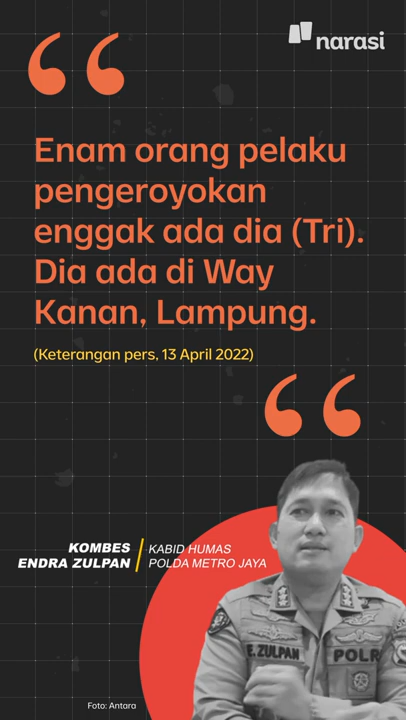 narasi
Enam orang pelaku
pengeroyokan
enggak ada dia (Tri).
Dia ada di Way
Kanan, Lampung.
(Keterangan pers, 13 April 2022)
KOMBES
ENDRA ZULPAN
KABID HUMAS
POLDA METRO JAYA
E.ZULPAN
POLR
Foto: Antara